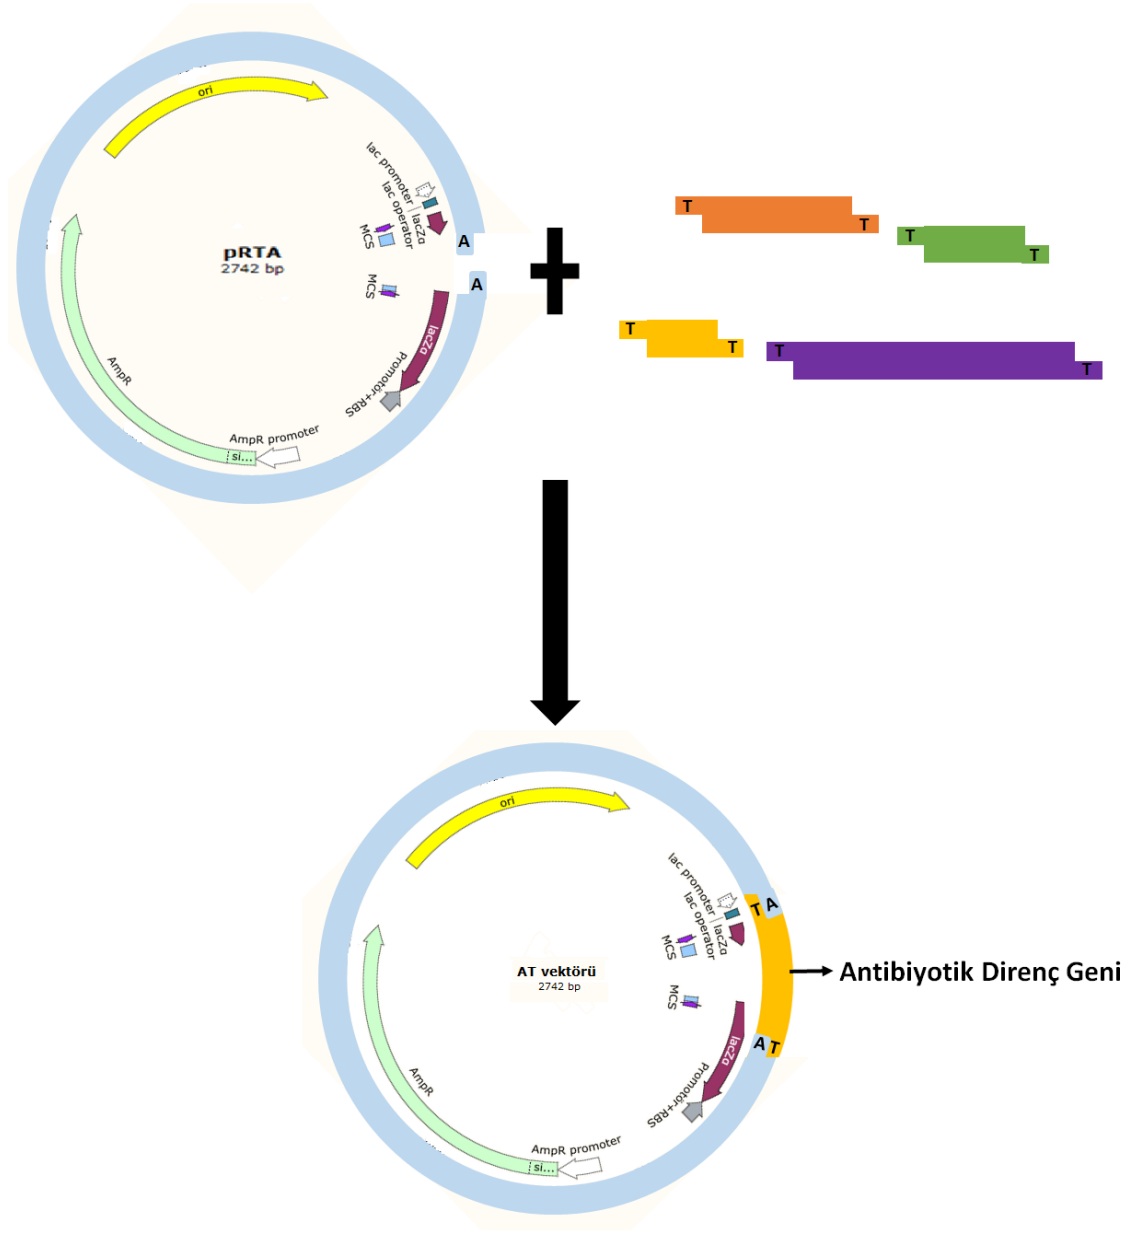 ori
lac promoter
lac operator
lacZα
MCS
MCS
lacZα
Promotör+RBS
AmpR promoter
si...
AmpR
pRTA
2742 bp
A
A
T
T
T
T
T
T
T
T
ori
lac promoter
lac operator
lacZα
MCS
MCS
lacZα
Promotör+RBS
AmpR promoter
si...
AmpR
AT vektörü
2742 bp
T A
A T
Antibiyotik Direnç Geni